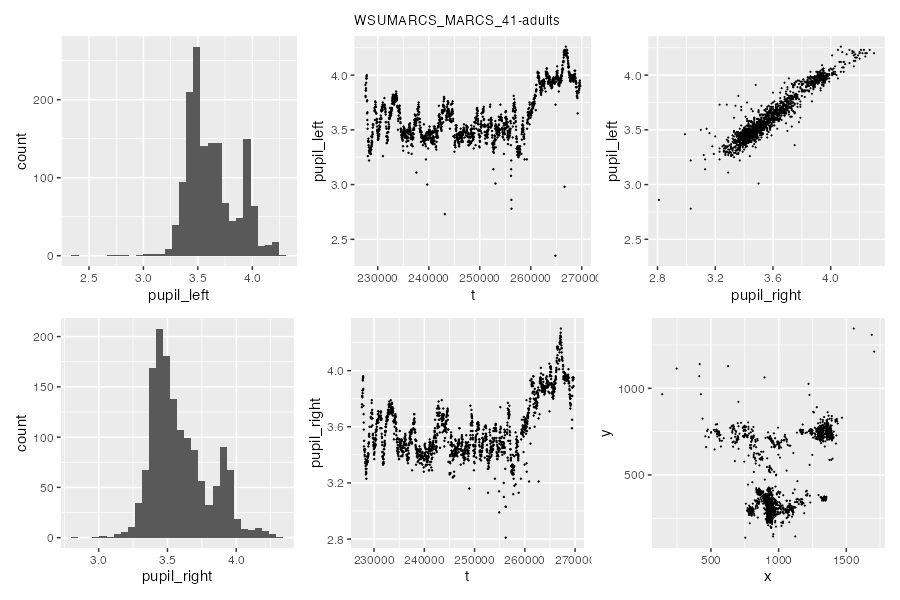 WSUMARCS_MARCS_41-adults
count
200
100
0
2.5 3.0 3.5 4.0
pupil_left
pupil_left
4.0
3.5
3.0
2.5
230000 240000 250000 260000 27000
t
pupil_left
4.0
3.5
3.0
2.5
2.8 3.2 3.6 4.0
pupil_right
count
200
150
100
50
0
3.0 3.5 4.0
pupil_right
pupil_right
4.0
3.6
3.2
2.8
230000 240000 250000 260000 270000
t
y
1000
500
500 1000 1500
x